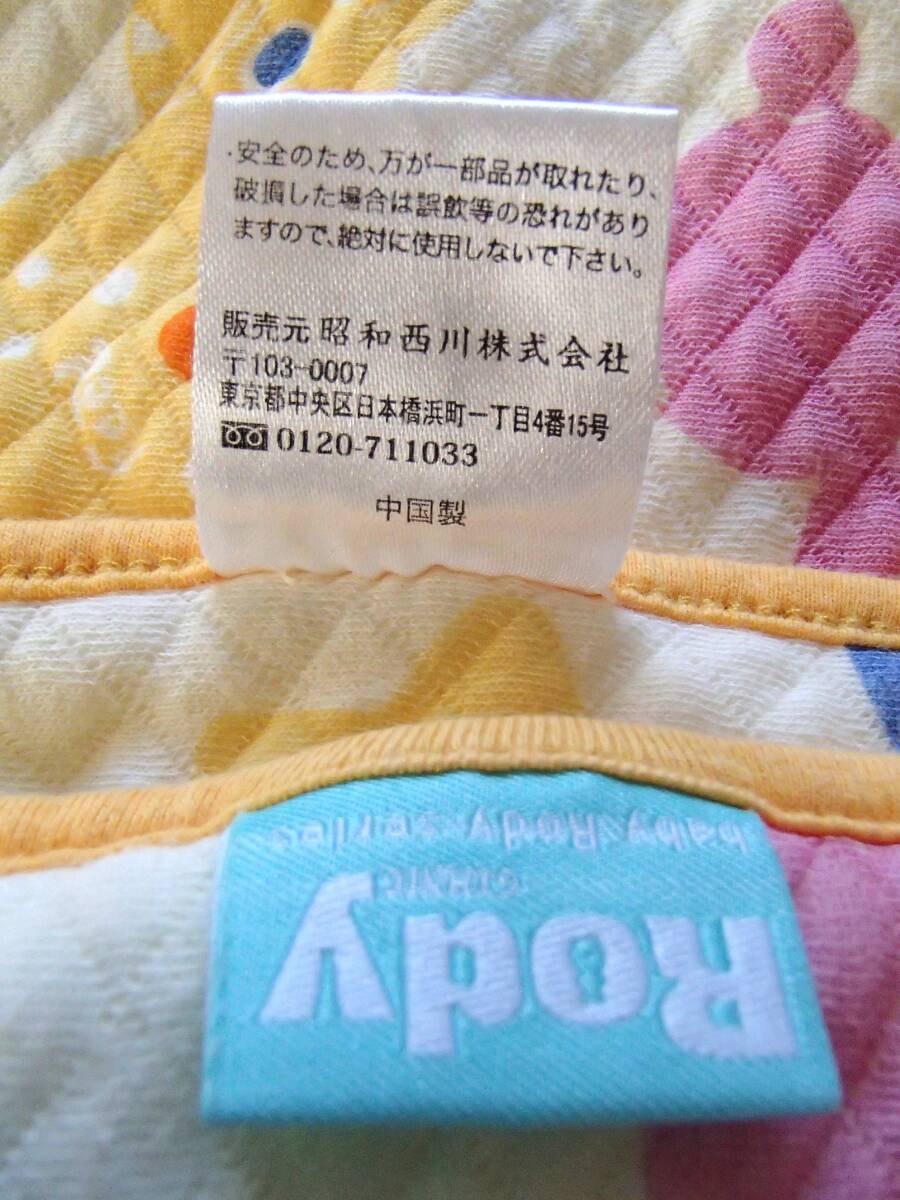 ・安全のため、万が一部品が取れたり、
破損した場合は誤飲等の恐れがあり
ますので、絶対に使用しないで下さい。
販売元 昭和西川株式会社
〒103-0007
東京都中央区日本橋浜町一丁目4番15号
0120-711033
中国製
Rody
baby Rody series